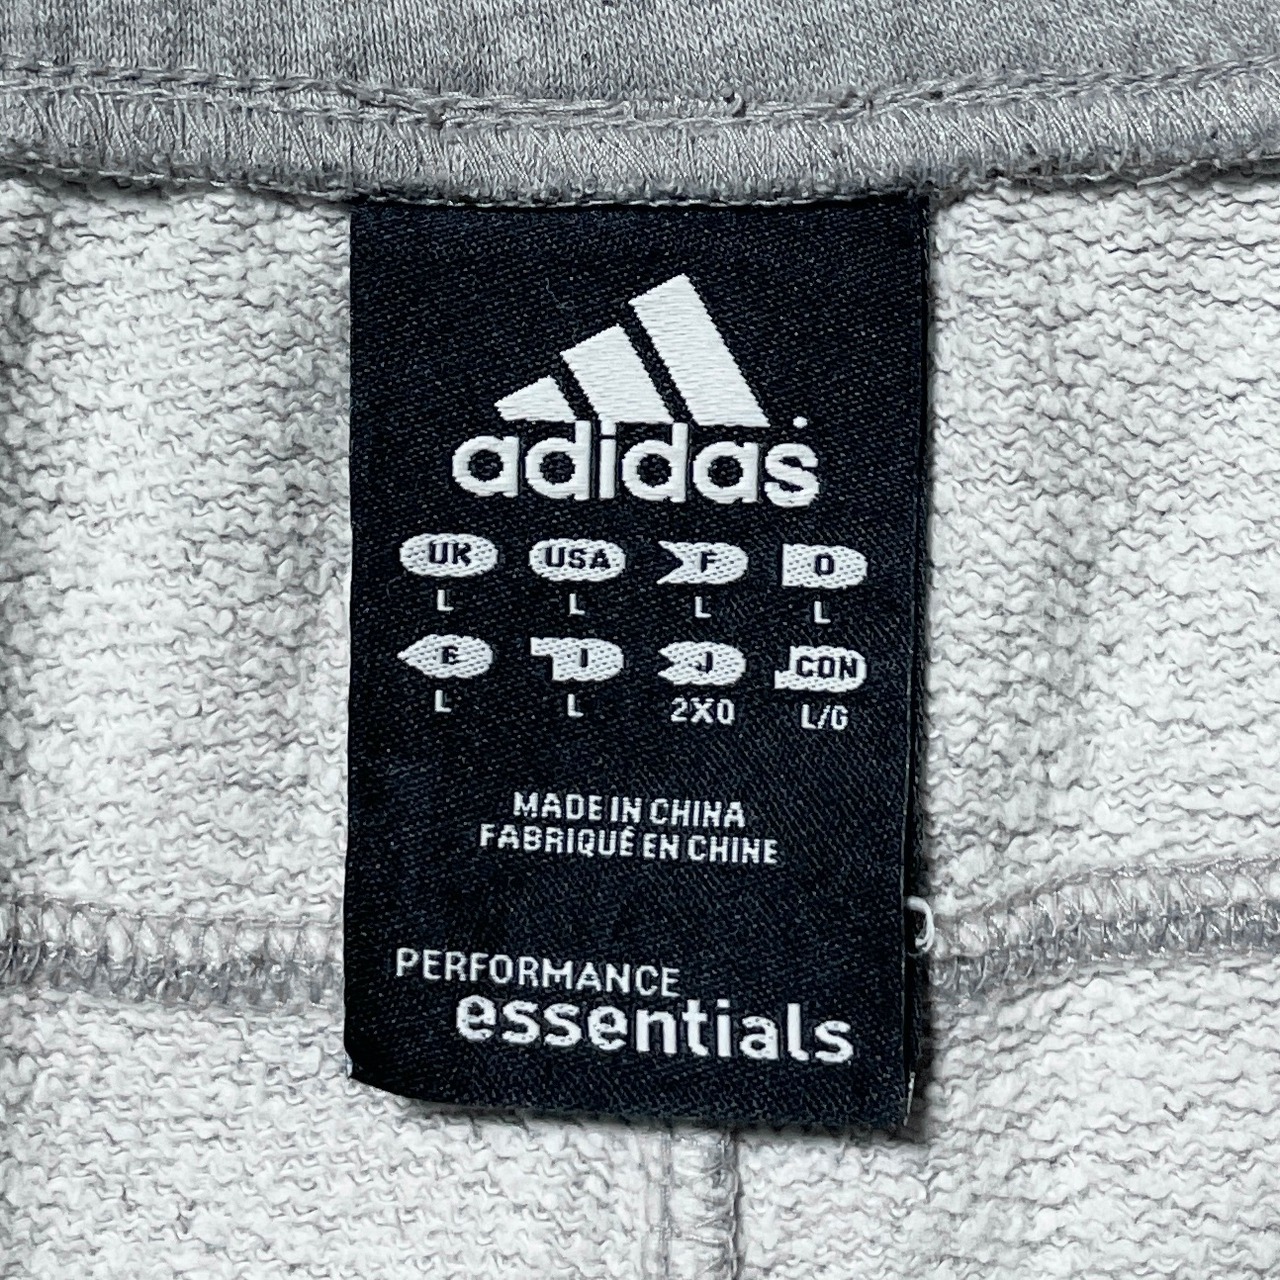 adidas
UK USA F D
L L L L
E I J CON
L L 2XO L/G
MADE IN CHINA
FABRIQUÉ EN CHINE
PERFORMANCE
essentials